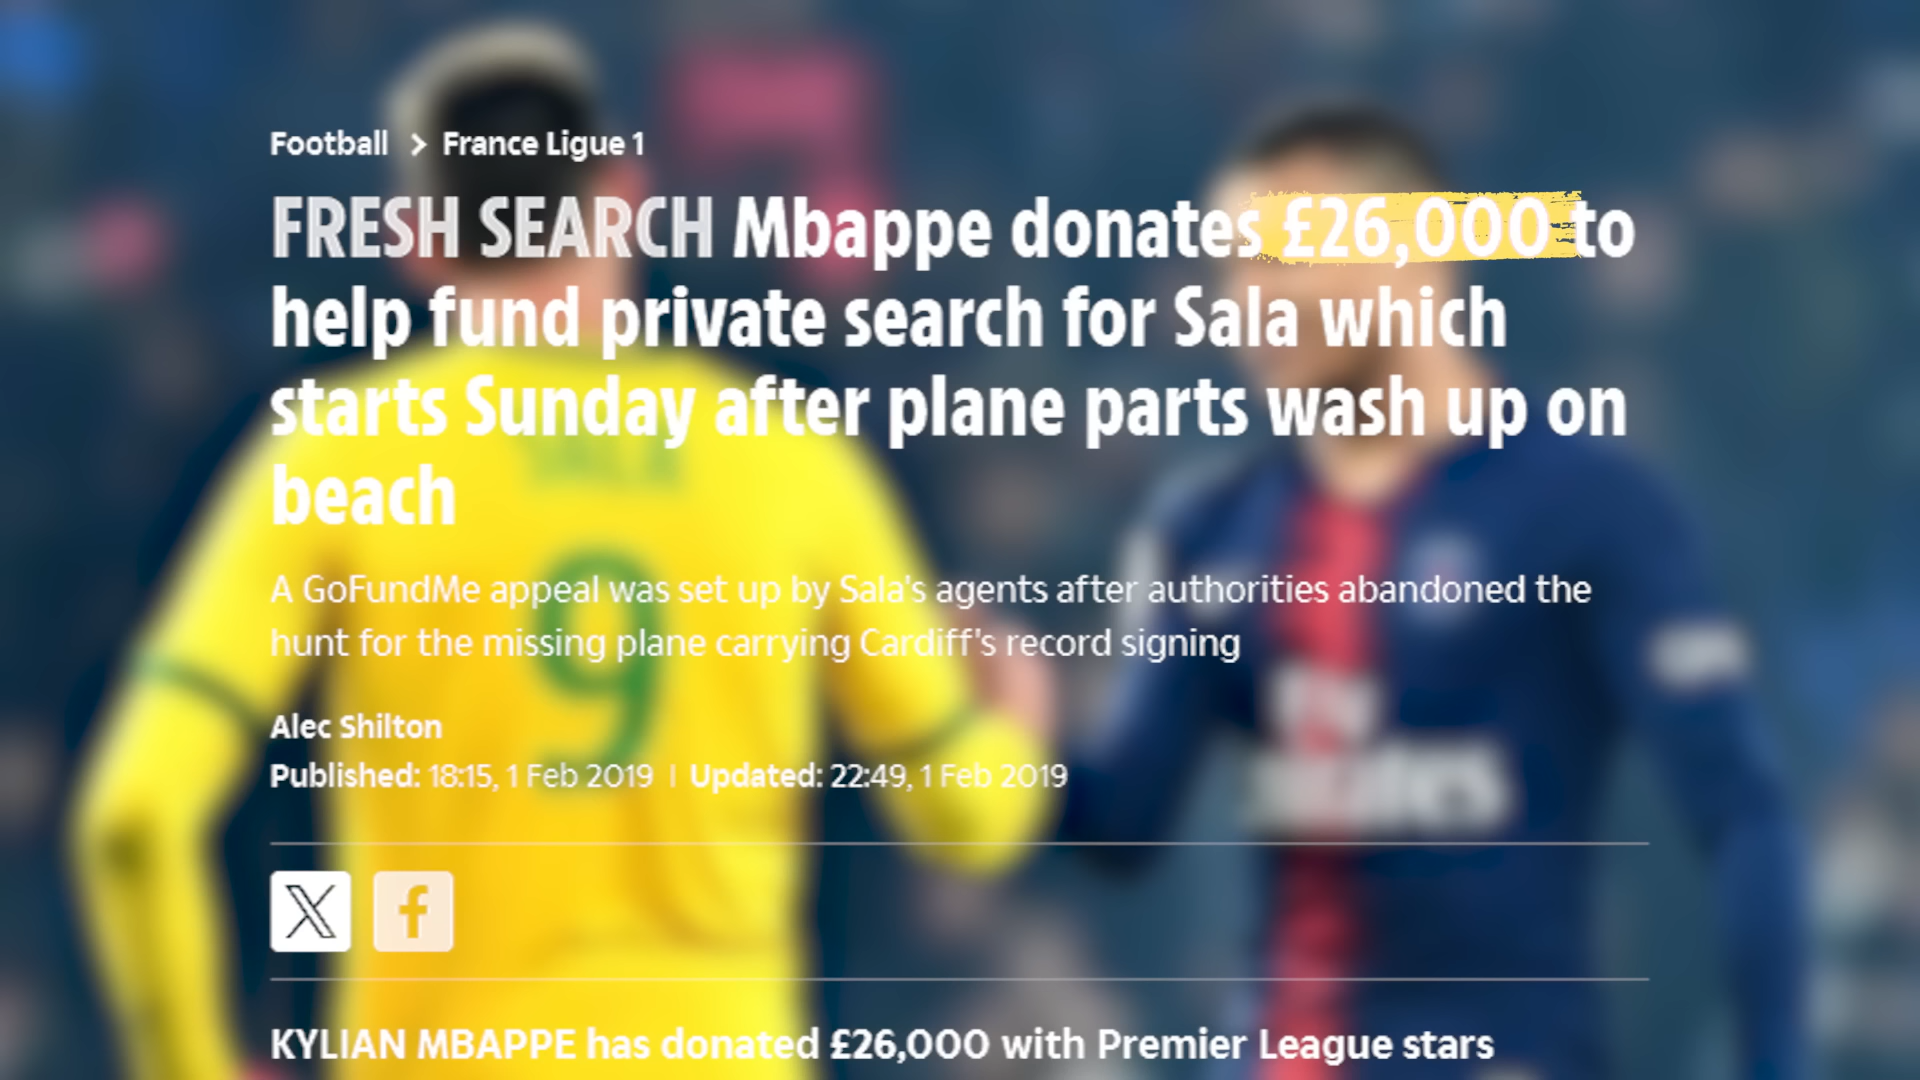 Football > France Ligue 1
FRESH SEARCH Mbappe donates £26,000 to
help fund private search for Sala which
starts Sunday after plane parts wash up on
beach
A GoFundMe appeal was set up by Sala's agents after authorities abandoned the
hunt for the missing plane carrying Cardiff's record signing
Alec Shilton
Published: 18:15, 1 Feb 2019 | Updated: 22:49, 1 Feb 2019
KYLIAN MBAPPE has donated £26,000 with Premier League stars
9